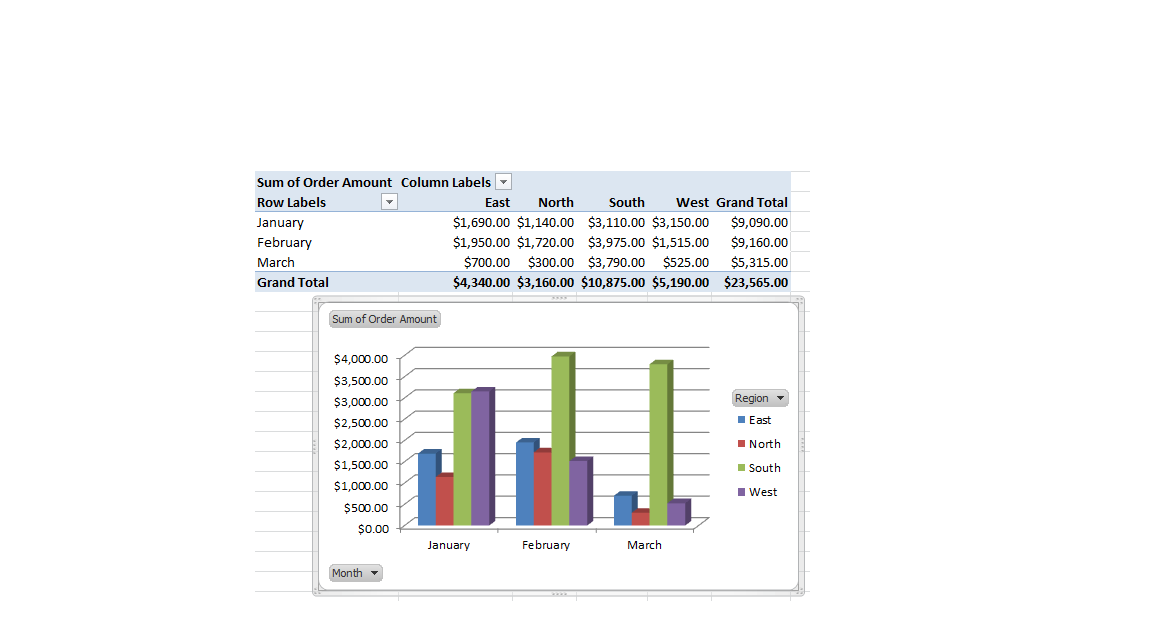 Sum of Order Amount Column Labels
Row Labels East North South West Grand Total
January $1,690.00 $1,140.00 $3,110.00 $3,150.00 $9,090.00
February $1,950.00 $1,720.00 $3,975.00 $1,515.00 $9,160.00
March $700.00 $300.00 $3,790.00 $525.00 $5,315.00
Grand Total $4,340.00 $3,160.00 $10,875.00 $5,190.00 $23,565.00
Sum of Order Amount
$4,000.00
$3,500.00
$3,000.00
$2,500.00
$2,000.00
$1,500.00
$1,000.00
$500.00
$0.00
January February March
Region
East
North
South
West
Month